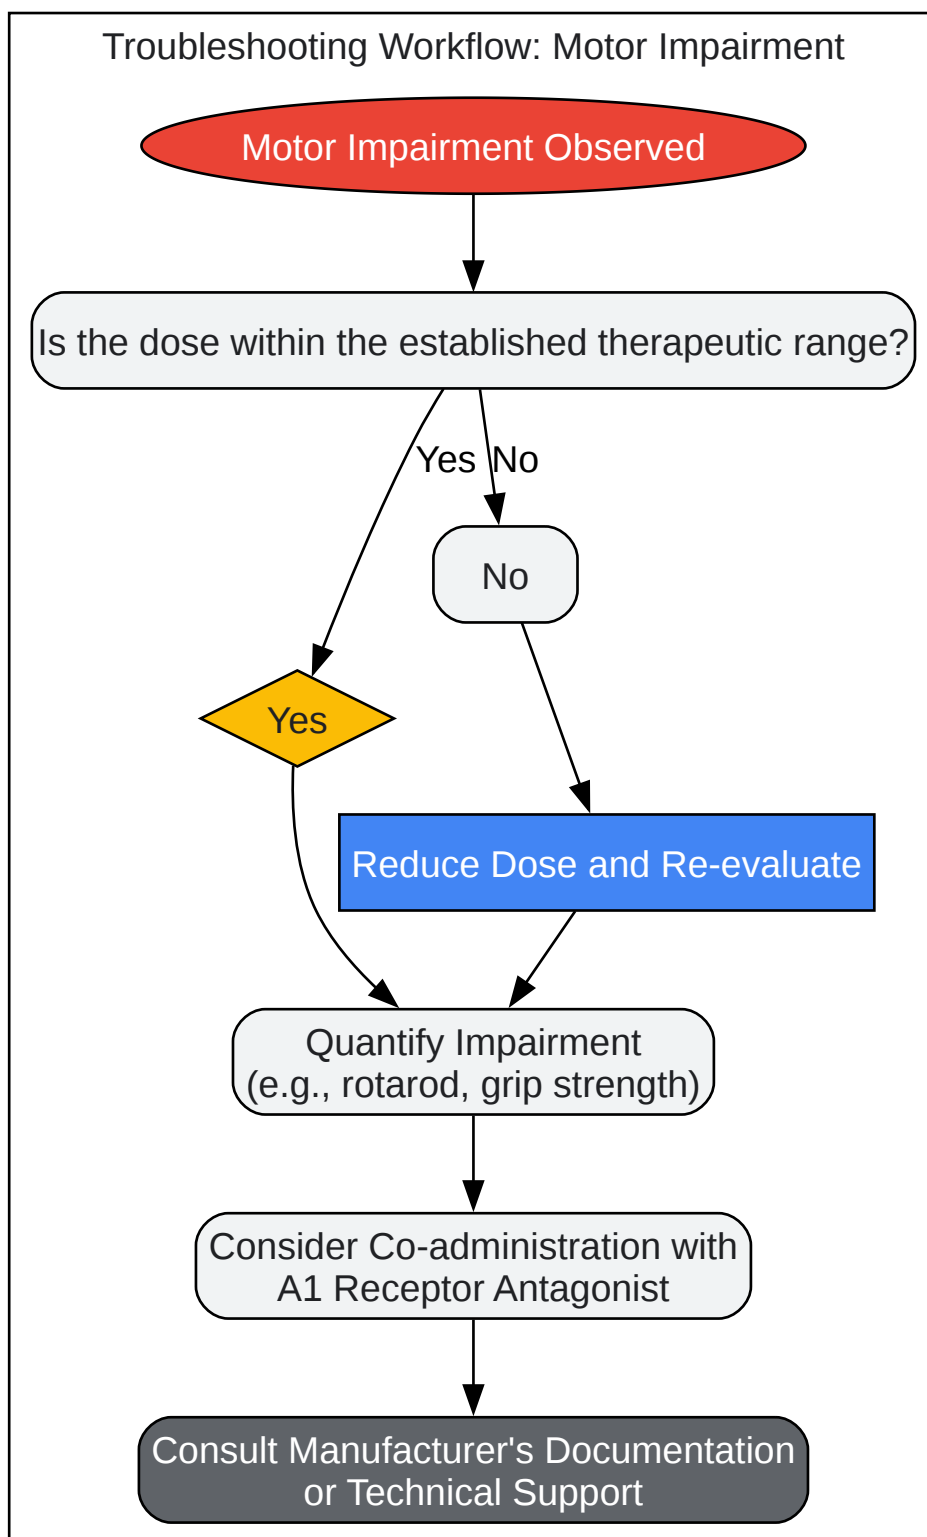 Troubleshooting Workflow: Motor Impairment
Motor Impairment Observed
Is the dose within the established therapeutic range?
Yes
No
No
Yes
Reduce Dose and Re-evaluate
Quantify Impairment
(e.g., rotarod, grip strength)
Consider Co-administration with
A1 Receptor Antagonist
Consult Manufacturer's Documentation
or Technical Support